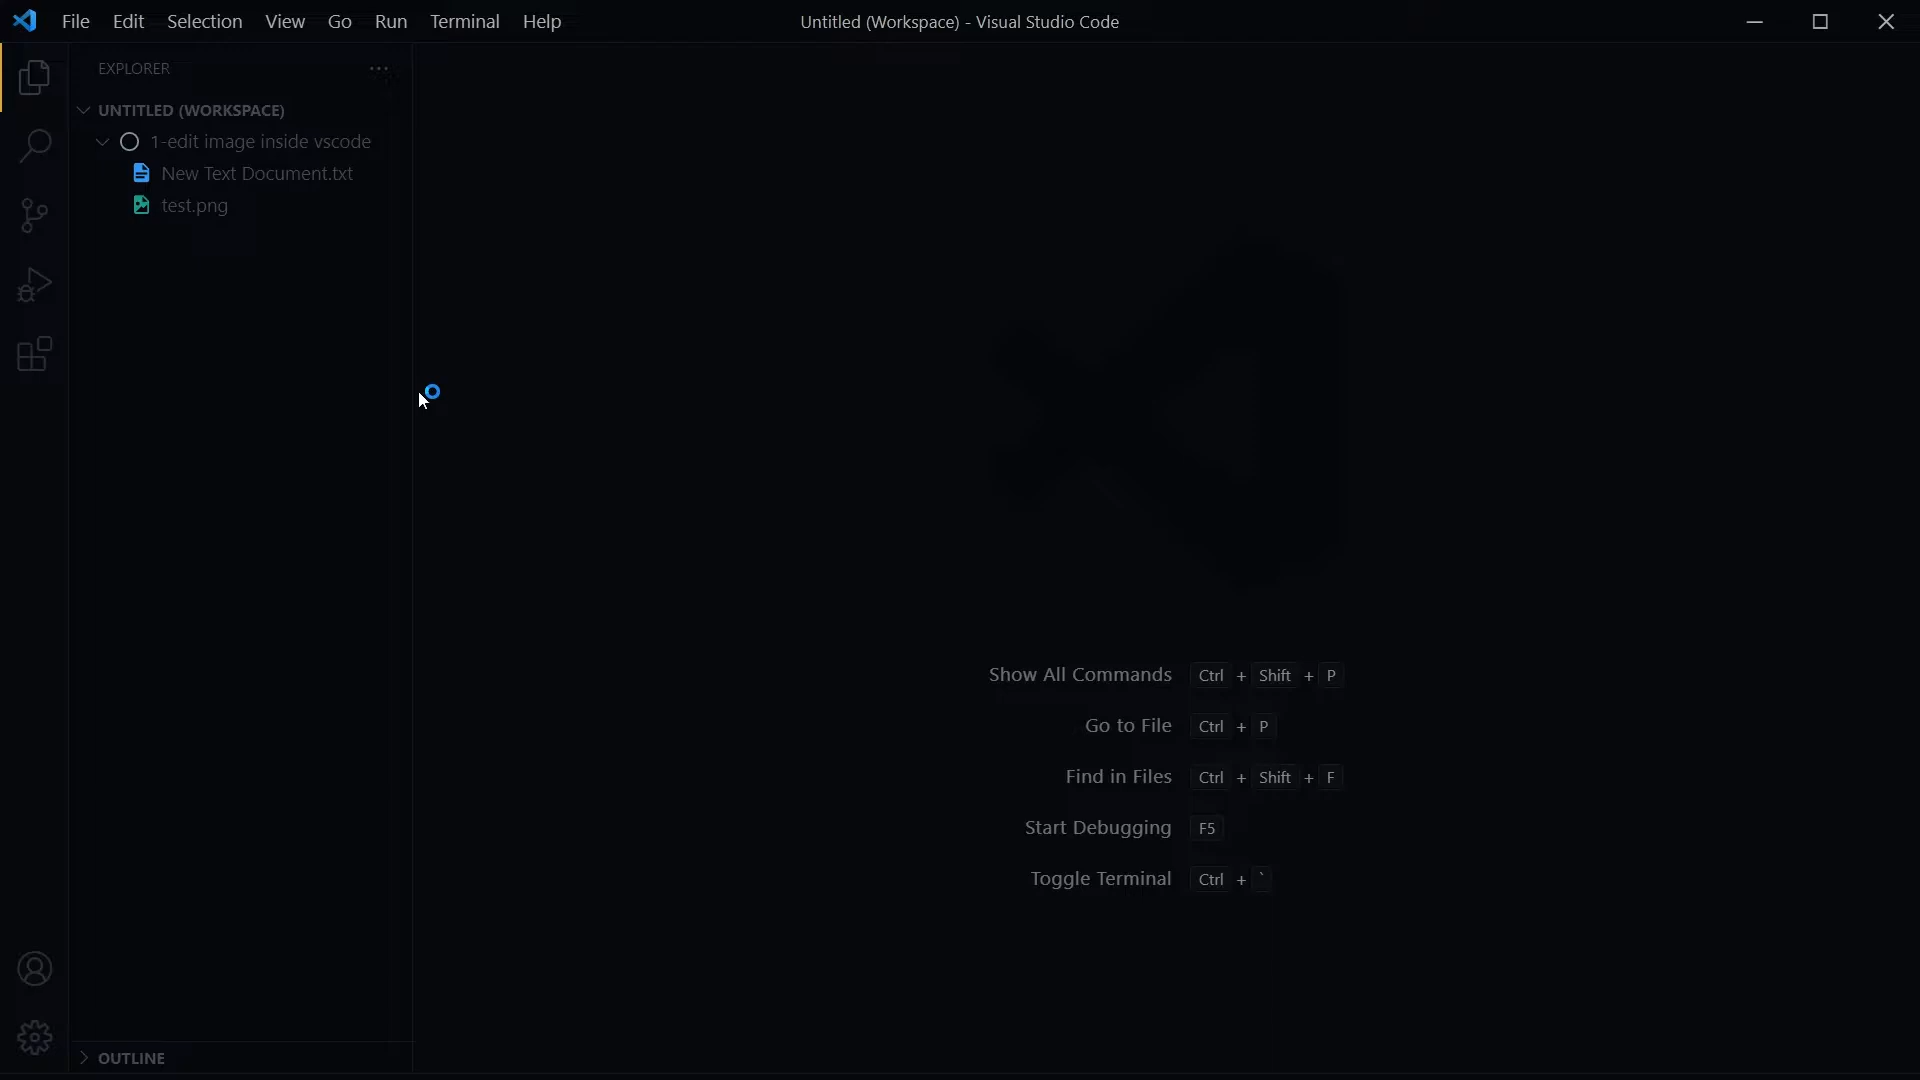 File Edit Selection View Go Run Terminal Help Untitled (Workspace) - Visual Studio Code
EXPLORER
UNTITLED (WORKSPACE)
1-edit image inside vscode
New Text Document.txt
test.png
Show All Commands Ctrl + Shift + P
Go to File Ctrl + P
Find in Files Ctrl + Shift + F
Start Debugging F5
Toggle Terminal Ctrl + `
OUTLINE